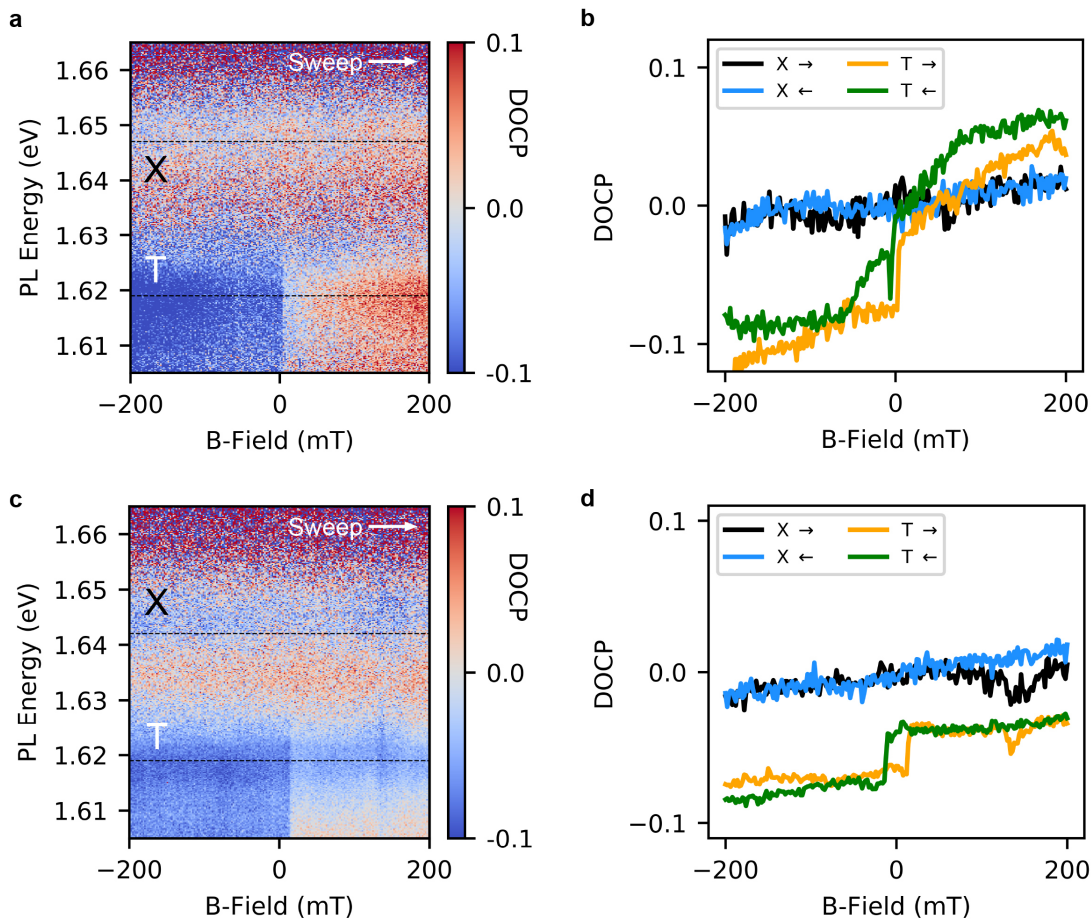 a
PL Energy (eV)
1.66
1.65
1.64
1.63
1.62
1.61
Sweep →
X
T
−200
0
200
B-Field (mT)
0.1
0.0
-0.1
DOCP
b
DOCP
0.1
0.0
−0.1
X → T →
X ← T ←
−200
0
200
B-Field (mT)
c
PL Energy (eV)
1.66
1.65
1.64
1.63
1.62
1.61
Sweep →
X
T
−200
0
200
B-Field (mT)
0.1
0.0
-0.1
DOCP
d
DOCP
0.1
0.0
−0.1
X → T →
X ← T ←
−200
0
200
B-Field (mT)